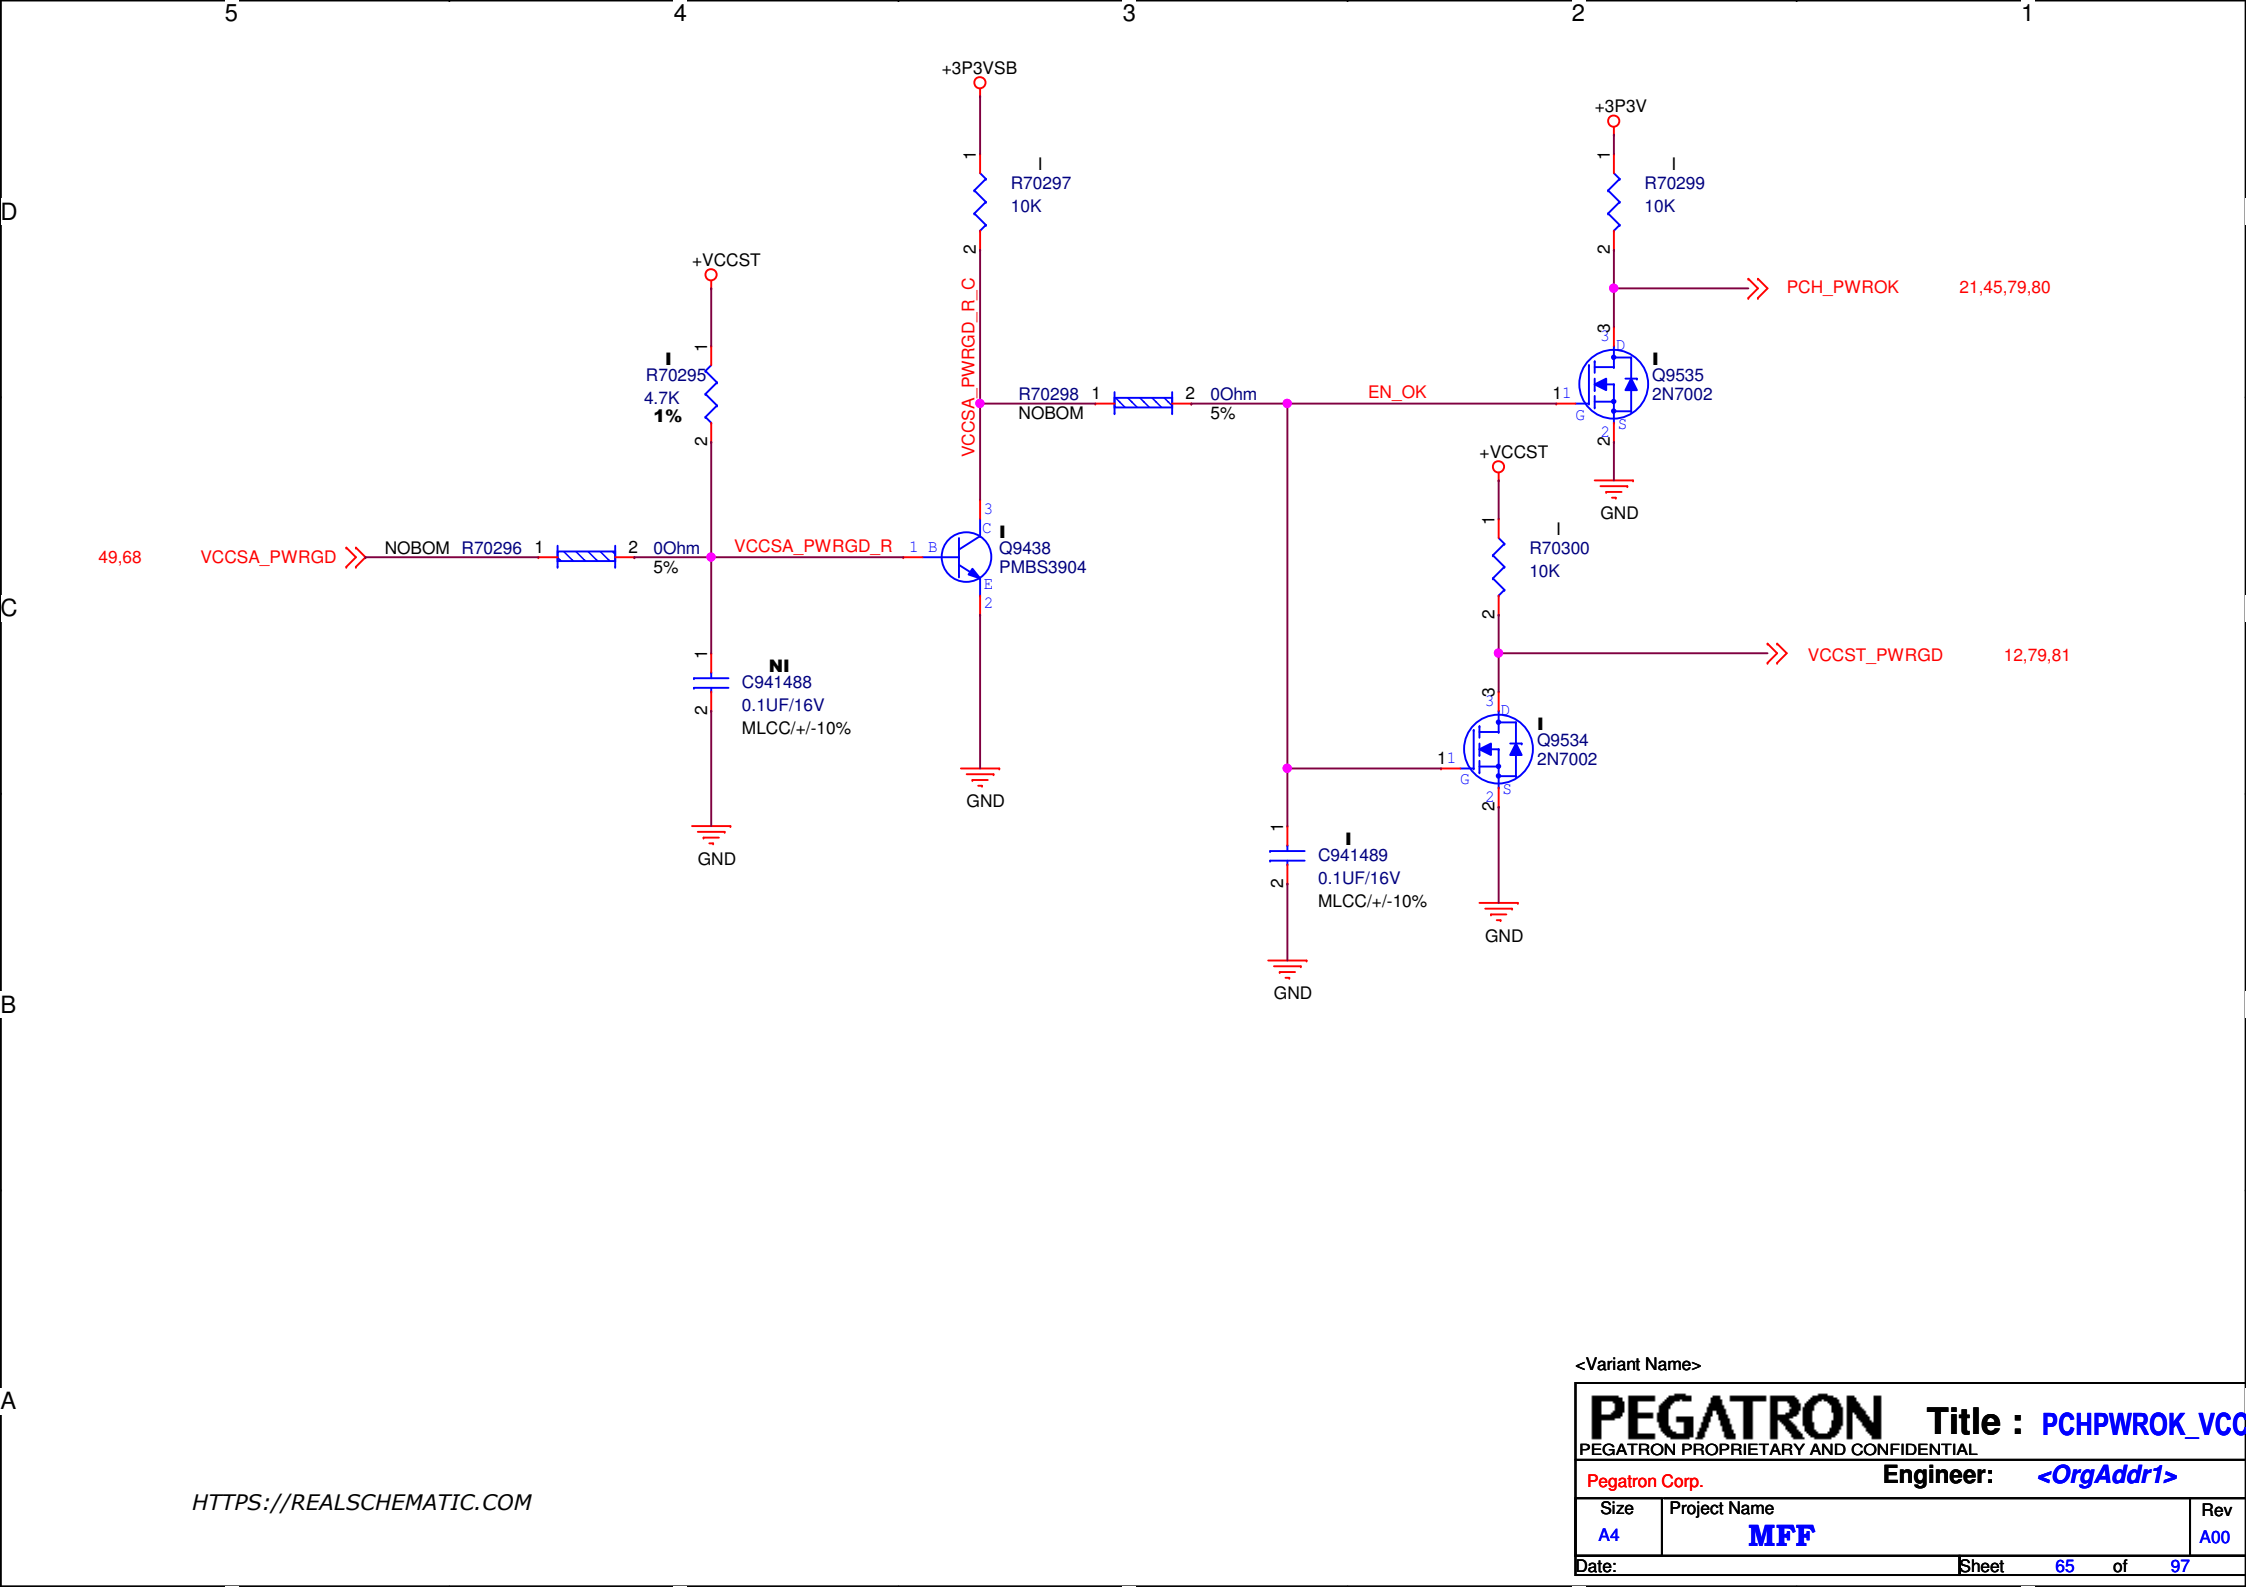 5 4 3 2 1
D
C
B
A
+3P3VSB
1
I
R70297
10K
2
VCCSA_PWRGD_R_C
+3P3V
1
I
R70299
10K
2
PCH_PWROK 21,45,79,80
+VCCST
1
I
R70295
4.7K
1%
2
R70298 1 2 0Ohm
NOBOM 5%
EN_OK
1 1
G
3
3
D
I
Q9535
2N7002
S
2
2
GND
49,68 VCCSA_PWRGD NOBOM R70296 1 2 0Ohm
5%
VCCSA_PWRGD_R 1 B
3
C
I
Q9438
PMBS3904
E
2
GND
1
NI
C941488
0.1UF/16V
MLCC/+/-10%
2
GND
+VCCST
1
I
R70300
10K
2
VCCST_PWRGD 12,79,81
3
3
D
I
Q9534
2N7002
1 1
G
S
2
2
GND
1
I
C941489
0.1UF/16V
MLCC/+/-10%
2
GND
<Variant Name>
PEGATRON Title : PCHPWROK_VCC
PEGATRON PROPRIETARY AND CONFIDENTIAL
Pegatron Corp. Engineer: <OrgAddr1>
Size Project Name Rev
A4 MFF A00
Date: Sheet 65 of 97
HTTPS://REALSCHEMATIC.COM